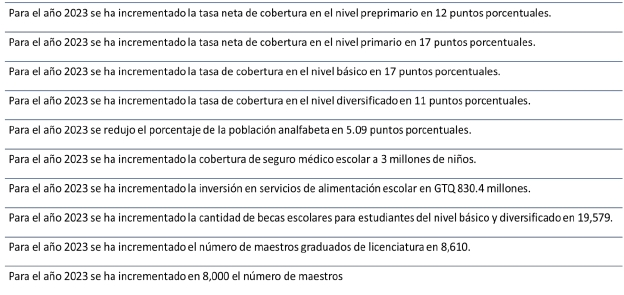 Para el año 2023 se ha incrementado la tasa neta de cobertura en el nivel preprimario en 12 puntos porcentuales.
Para el año 2023 se ha incrementado la tasa neta de cobertura en el nivel primario en 17 puntos porcentuales.
Para el año 2023 se ha incrementado la tasa de cobertura en el nivel básico en 17 puntos porcentuales.
Para el año 2023 se ha incrementado la tasa de cobertura en el nivel diversificado en 11 puntos porcentuales.
Para el año 2023 se redujo el porcentaje de la población analfabeta en 5.09 puntos porcentuales.
Para el año 2023 se ha incrementado la cobertura de seguro médico escolar a 3 millones de niños.
Para el año 2023 se ha incrementado la inversión en servicios de alimentación escolar en GTQ 830.4 millones.
Para el año 2023 se ha incrementado la cantidad de becas escolares para estudiantes del nivel básico y diversificado en 19,579.
Para el año 2023 se ha incrementado el número de maestros graduados de licenciatura en 8,610.
Para el año 2023 se ha incrementado en 8,000 el número de maestros